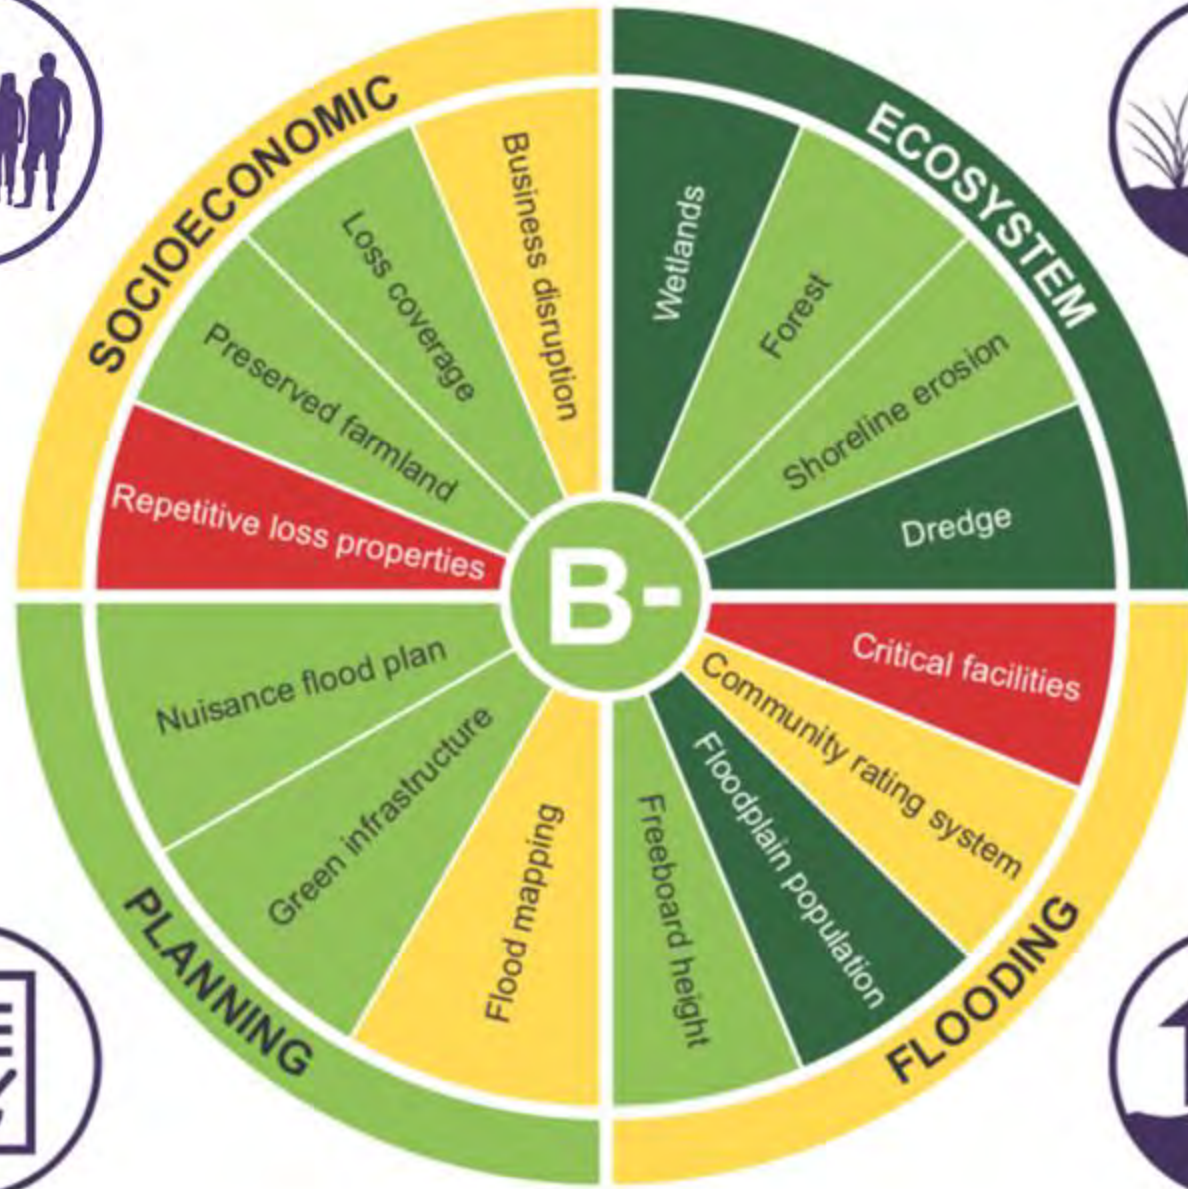 SOCIOECONOMIC
Business disruption
Loss coverage
Preserved farmland
Repetitive loss properties
ECOSYSTEM
Wetlands
Forest
Shoreline erosion
Dredge
B-
PLANNING
Nuisance flood plan
Green infrastructure
Flood mapping
FLOODING
Critical facilities
Community rating system
Floodplain population
Freeboard height